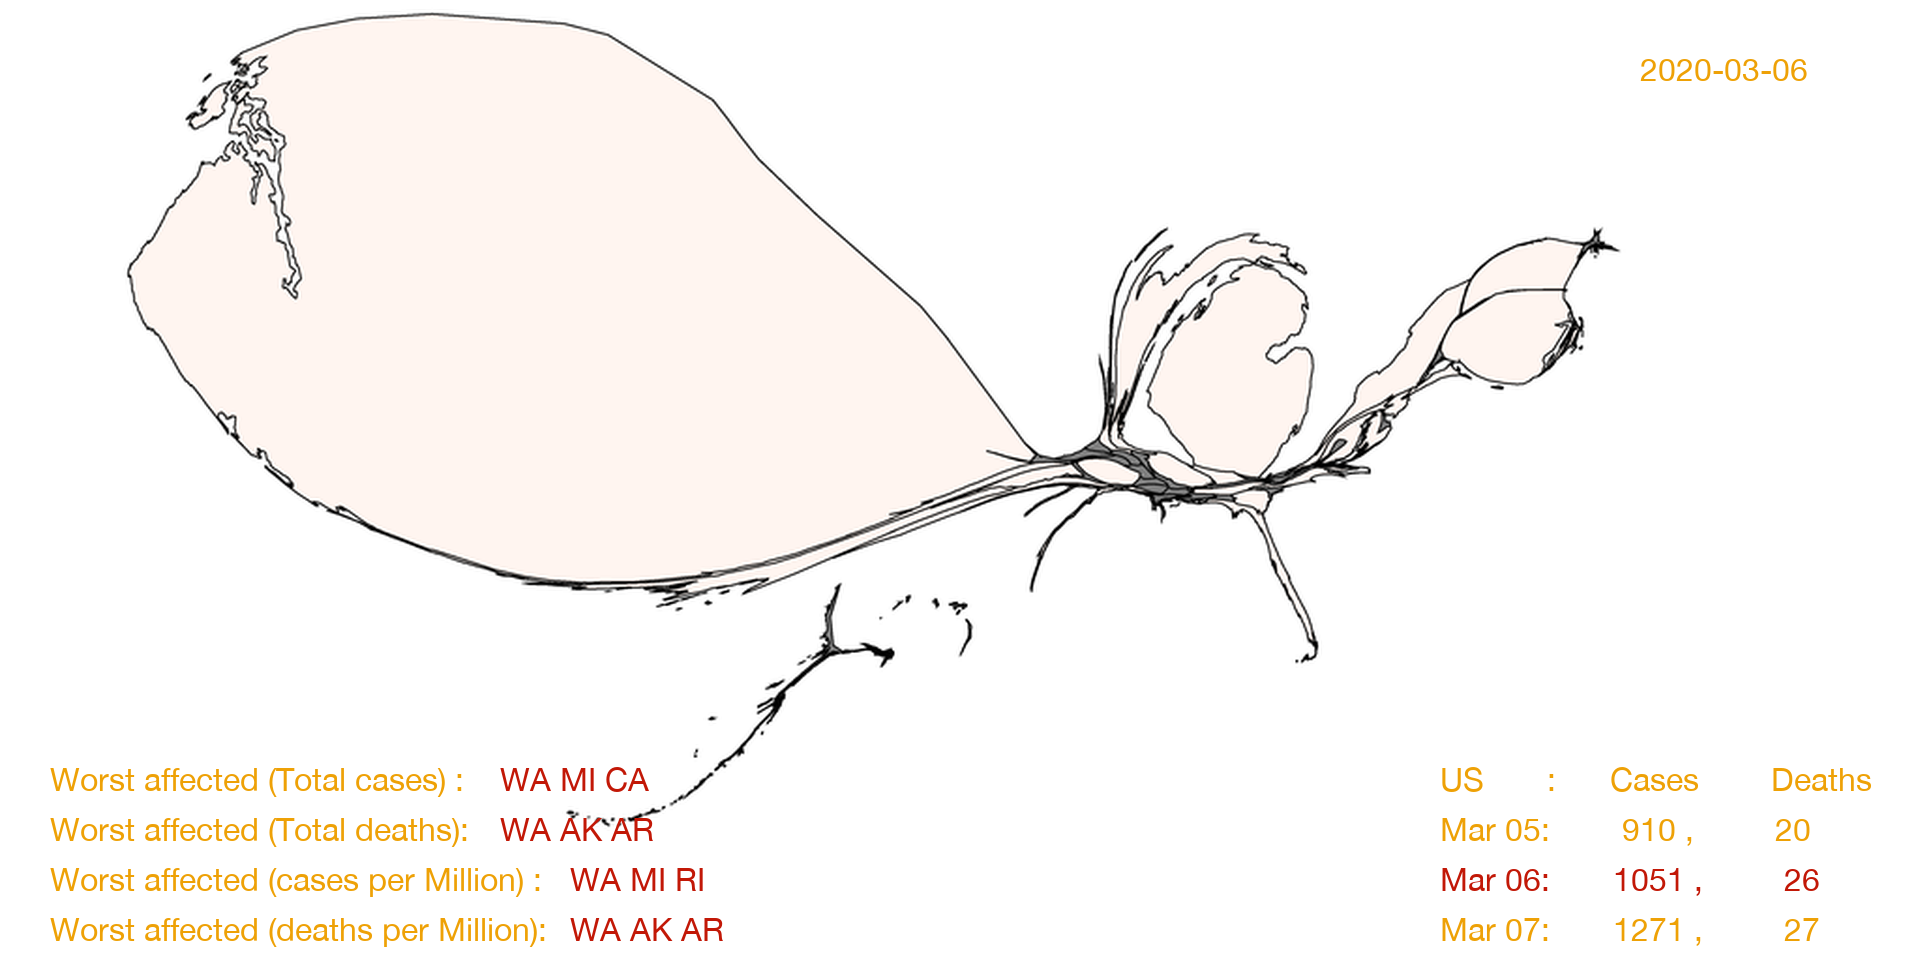 2020-03-06
Worst affected (Total cases) : WA MI CA
Worst affected (Total deaths): WA AK AR
Worst affected (cases per Million) : WA MI RI
Worst affected (deaths per Million): WA AK AR
US : Cases Deaths
Mar 05: 910 , 20
Mar 06: 1051 , 26
Mar 07: 1271 , 27